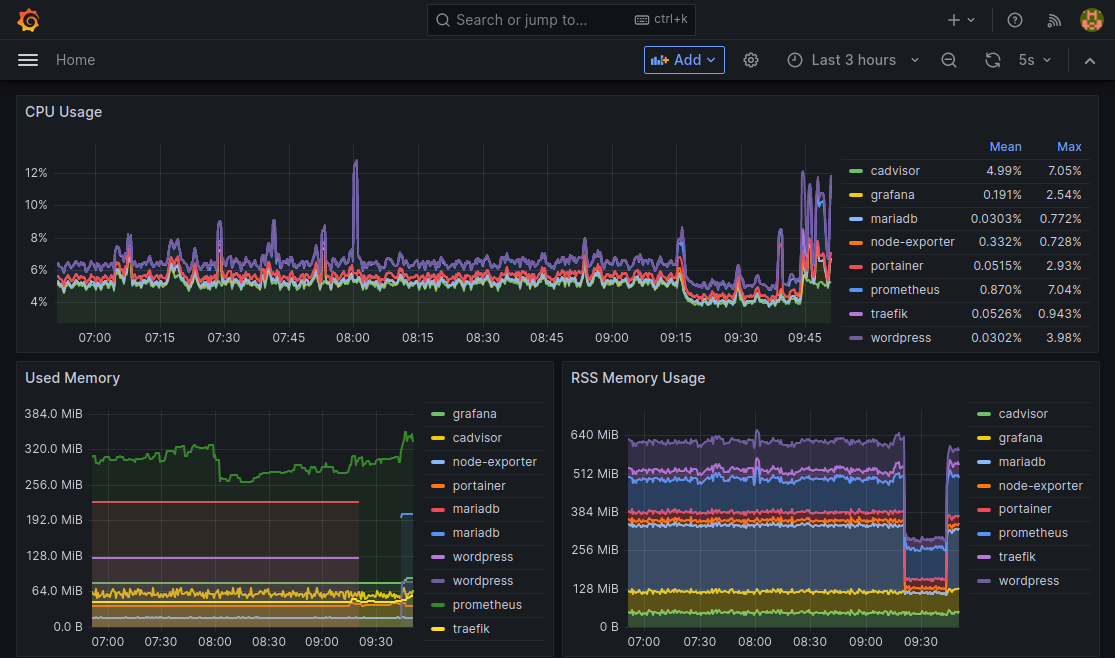 Search or jump to... ctrl+k
Home
Add
Last 3 hours
5s
CPU Usage
Mean Max
12%
10%
8%
6%
4%
07:00 07:15 07:30 07:45 08:00 08:15 08:30 08:45 09:00 09:15 09:30 09:45
cadvisor 4.99% 7.05%
grafana 0.191% 2.54%
mariadb 0.0303% 0.772%
node-exporter 0.332% 0.728%
portainer 0.0515% 2.93%
prometheus 0.870% 7.04%
traefik 0.0526% 0.943%
wordpress 0.0302% 3.98%
Used Memory
384.0 MiB
320.0 MiB
256.0 MiB
192.0 MiB
128.0 MiB
64.0 MiB
0.0 B
07:00 07:30 08:00 08:30 09:00 09:30
grafana
cadvisor
node-exporter
portainer
mariadb
mariadb
wordpress
wordpress
prometheus
traefik
RSS Memory Usage
640 MiB
512 MiB
384 MiB
256 MiB
128 MiB
0 B
07:00 07:30 08:00 08:30 09:00 09:30
cadvisor
grafana
mariadb
node-exporter
portainer
prometheus
traefik
wordpress